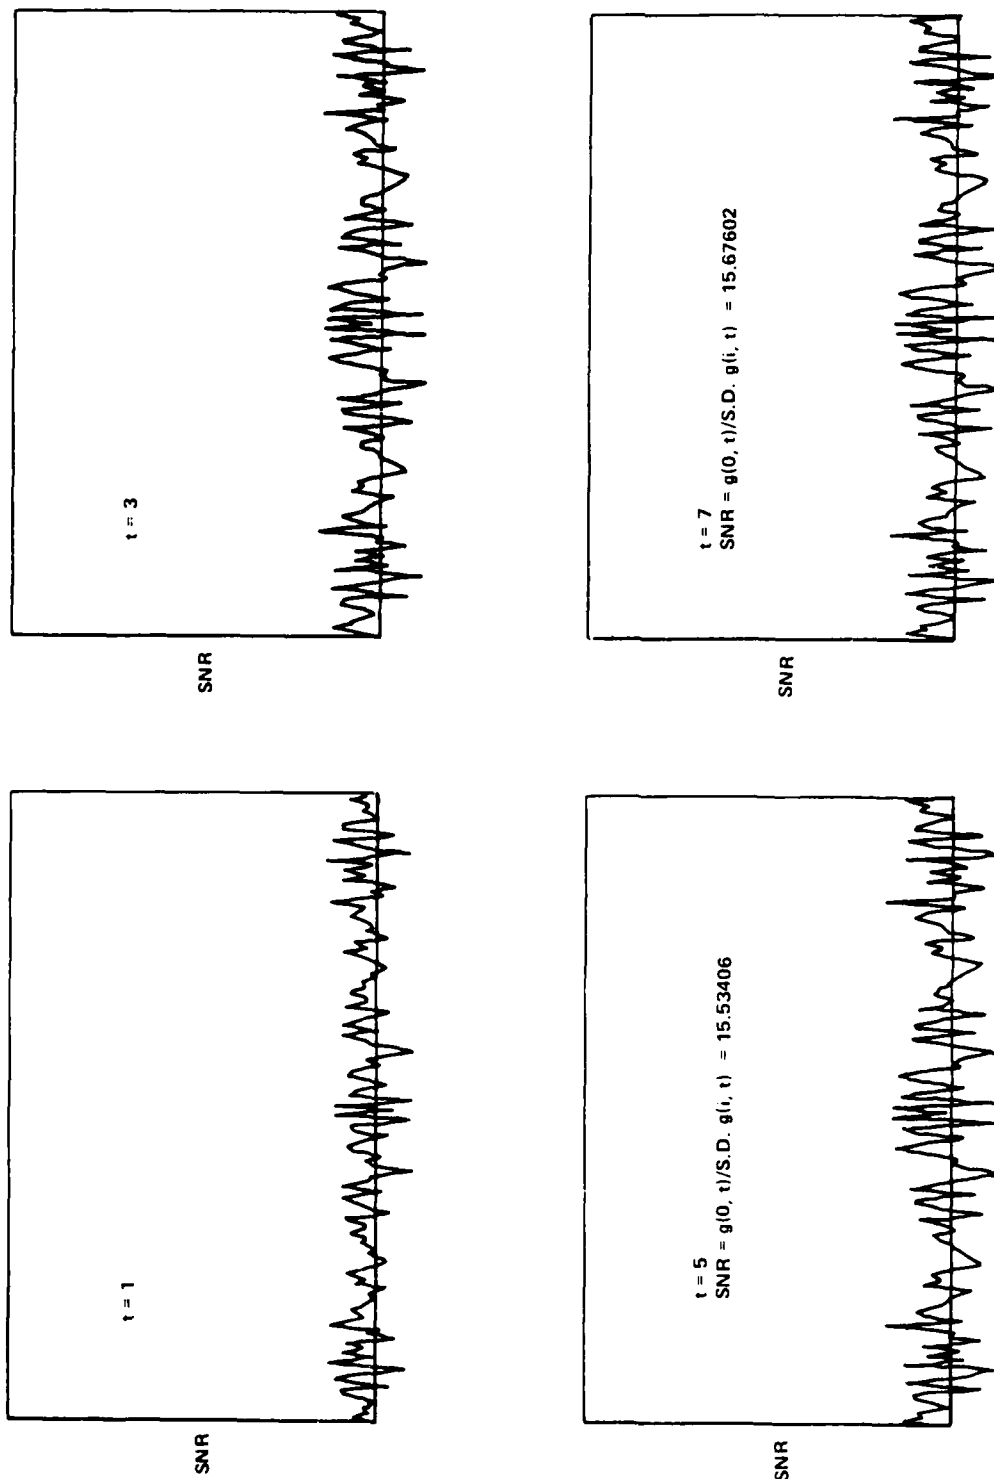 SNR
t = 1
SNR
t = 3
SNR
t = 5
SNR = g(0, t)/S.D. g(i, t) = 15.53406
SNR
t = 7
SNR = g(0, t)/S.D. g(i, t) = 15.67602